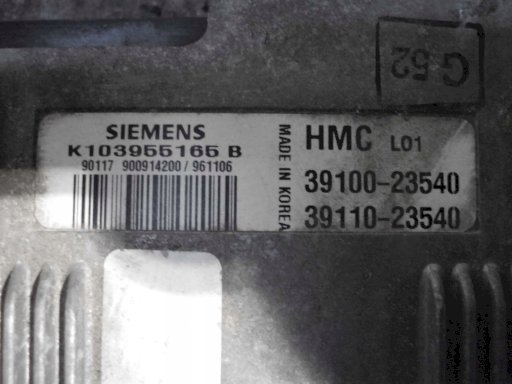 G 52
SIEMENS
K103955165 B
90117 900914200 / 961106
MADE IN KOREA
HMC L01
39100-23540
39110-23540